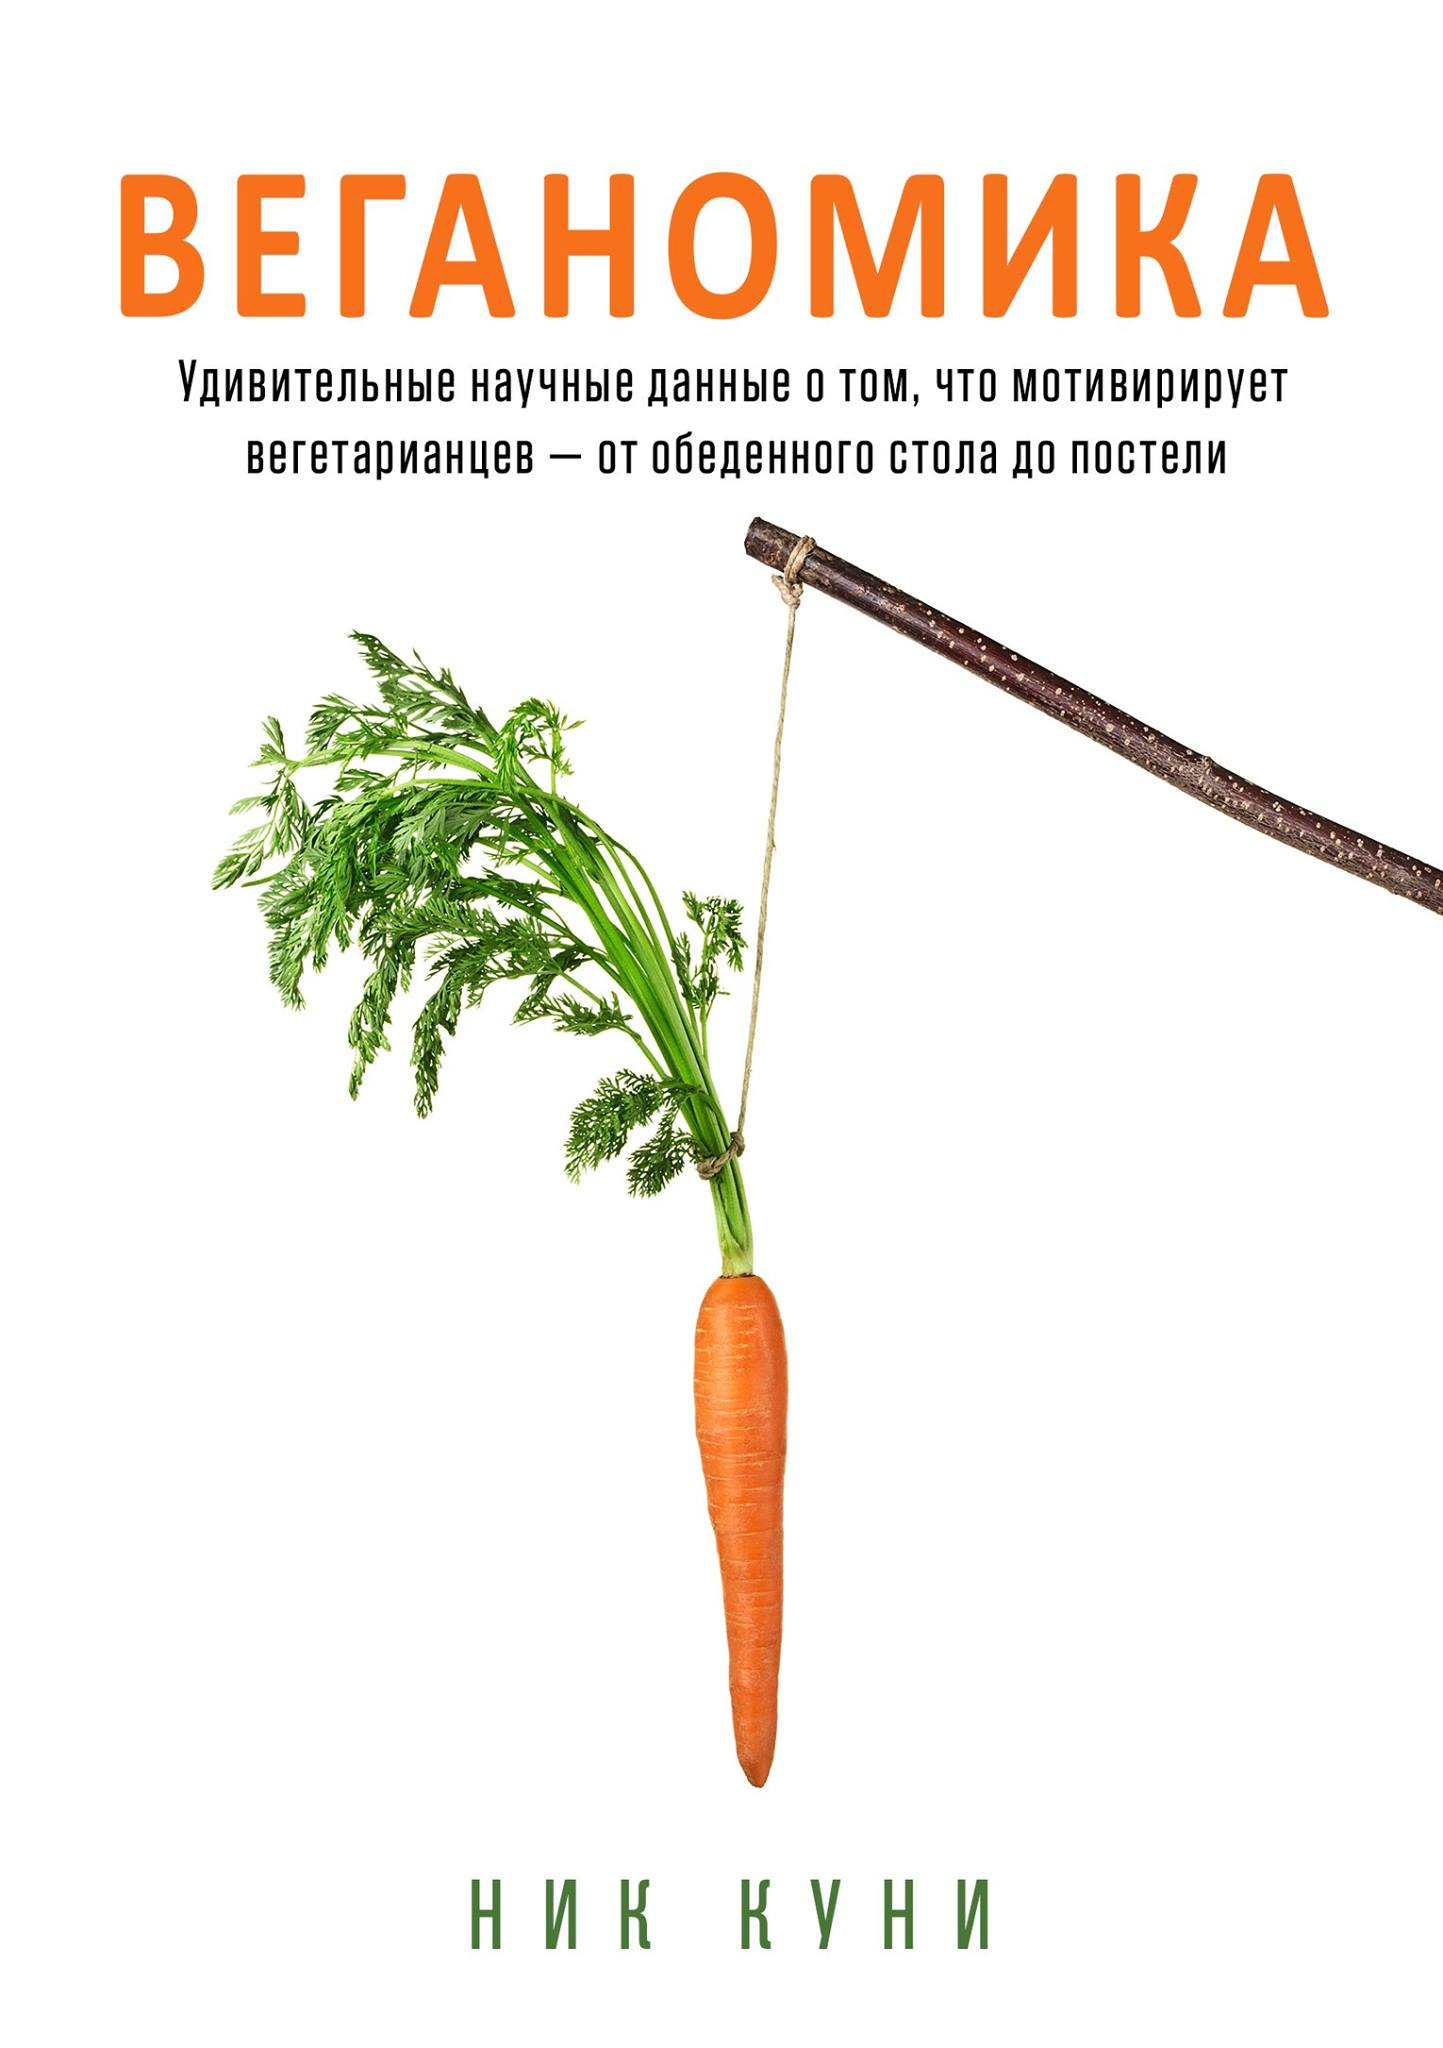 ВЕГАНОМИКА
Удивительные научные данные о том, что мотивирирует
вегетарианцев — от обеденного стола до постели
НИК КУНИ